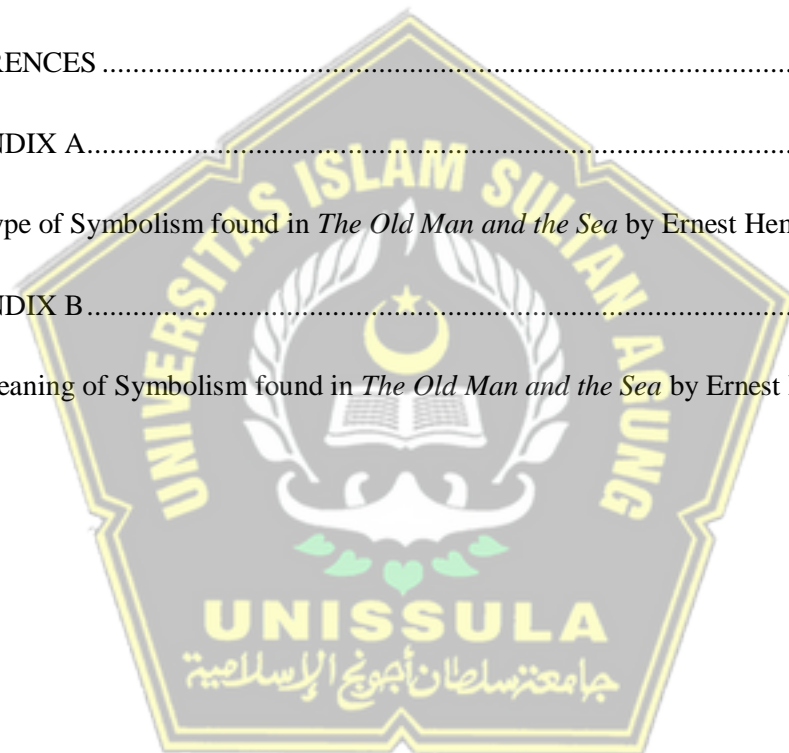 RENCES ....................................................................................................
NDIX A....................................................................................................
ype of Symbolism found in The Old Man and the Sea by Ernest Hen
NDIX B....................................................................................................
eaning of Symbolism found in The Old Man and the Sea by Ernest
UNIVERSITAS ISLAM SULTAN AGUNG
UNISSULA
جامعة سلطان أجونج الإسلامية